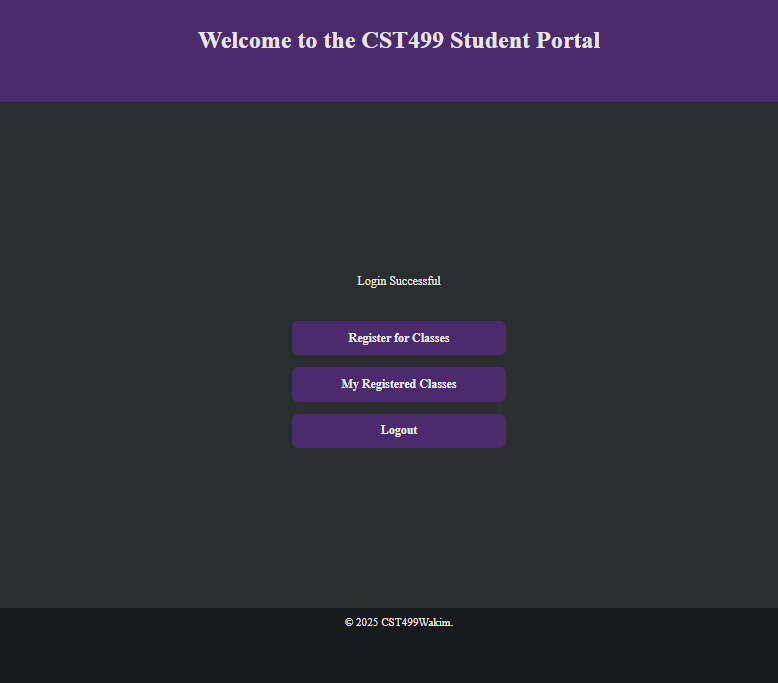 Welcome to the CST499 Student Portal
Login Successful
Register for Classes
My Registered Classes
Logout
© 2025 CST499Wakim.